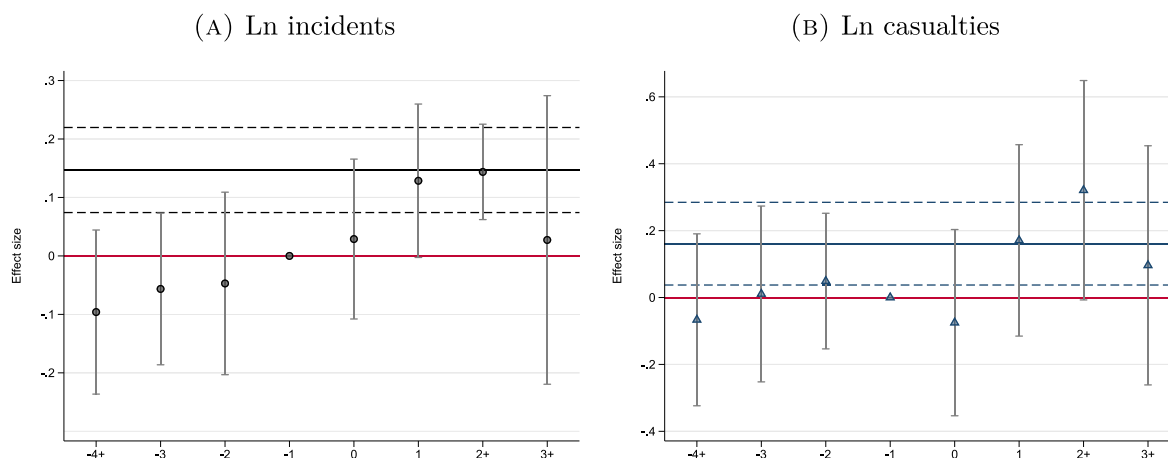 (A) Ln incidents
(B) Ln casualties
.3
.2
.1
0
-.1
-.2
Effect size
-4+ -3 -2 -1 0 1 2+ 3+
.6
.4
.2
0
-.2
-.4
Effect size
-4+ -3 -2 -1 0 1 2+ 3+